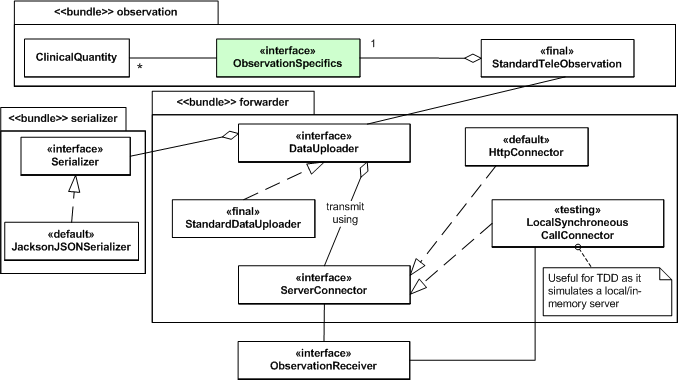 <<bundle>> observation
ClinicalQuantity
*
«interface»
ObservationSpecifics
1
«final»
StandardTeleObservation
<<bundle>> serializer
«interface»
Serializer
«default»
JacksonJSONSerializer
<<bundle>> forwarder
«interface»
DataUploader
«default»
HttpConnector
«final»
StandardDataUploader
transmit
using
«testing»
LocalSynchroneous
CallConnector
«interface»
ServerConnector
Useful for TDD as it
simulates a local/in-
memory server
«interface»
ObservationReceiver